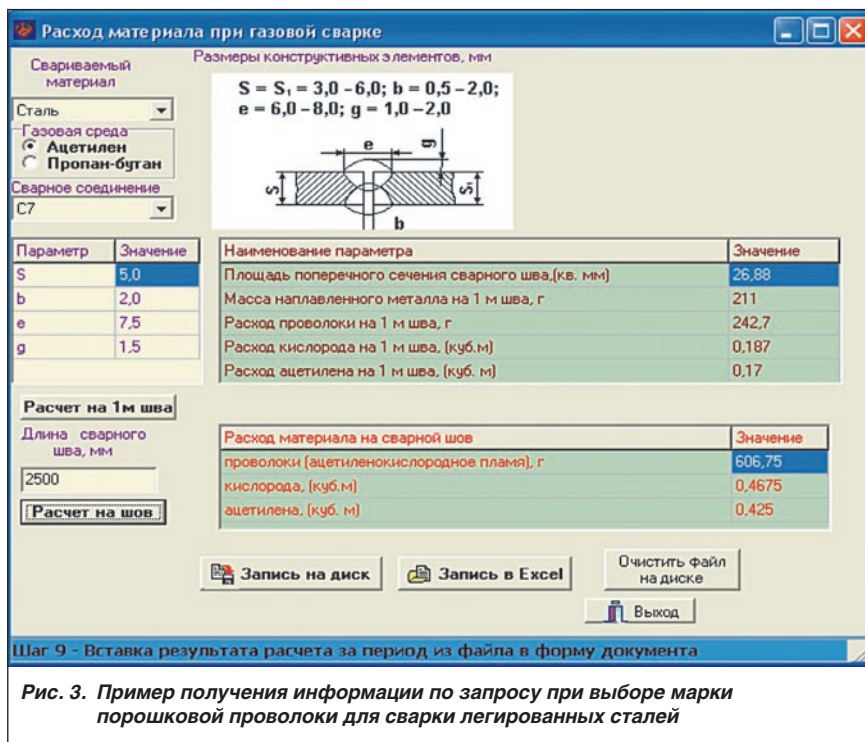 Расход материала при газовой сварке
Свариваемый
материал
Размеры конструктивных элементов, мм
Сталь
Газовая среда
Ацетилен
Пропан-бутан
Сварное соединение
С7
S = S₁ = 3,0 – 6,0; b = 0,5 – 2,0;
e = 6,0 – 8,0; g = 1,0 – 2,0
e
g
S
S₁
b
Параметр Значение
S 5,0
b 2,0
e 7,5
g 1,5
Наименование параметра Значение
Площадь поперечного сечения сварного шва,(кв. мм) 26,88
Масса наплавленного металла на 1 м шва, г 211
Расход проволоки на 1 м шва, г 242,7
Расход кислорода на 1 м шва, (куб.м) 0,187
Расход ацетилена на 1 м шва, (куб. м) 0,17
Расчет на 1м шва
Длина сварного
шва, мм
2500
Расчет на шов
Расход материала на сварной шов Значение
проволоки (ацетиленокислородное пламя), г 606,75
кислорода, (куб.м) 0,4675
ацетилена, (куб. м) 0,425
Запись на диск
Запись в Excel
Очистить файл
на диске
Выход
Шаг 9 - Вставка результата расчета за период из файла в форму документа
Рис. 3. Пример получения информации по запросу при выборе марки
порошковой проволоки для сварки легированных сталей